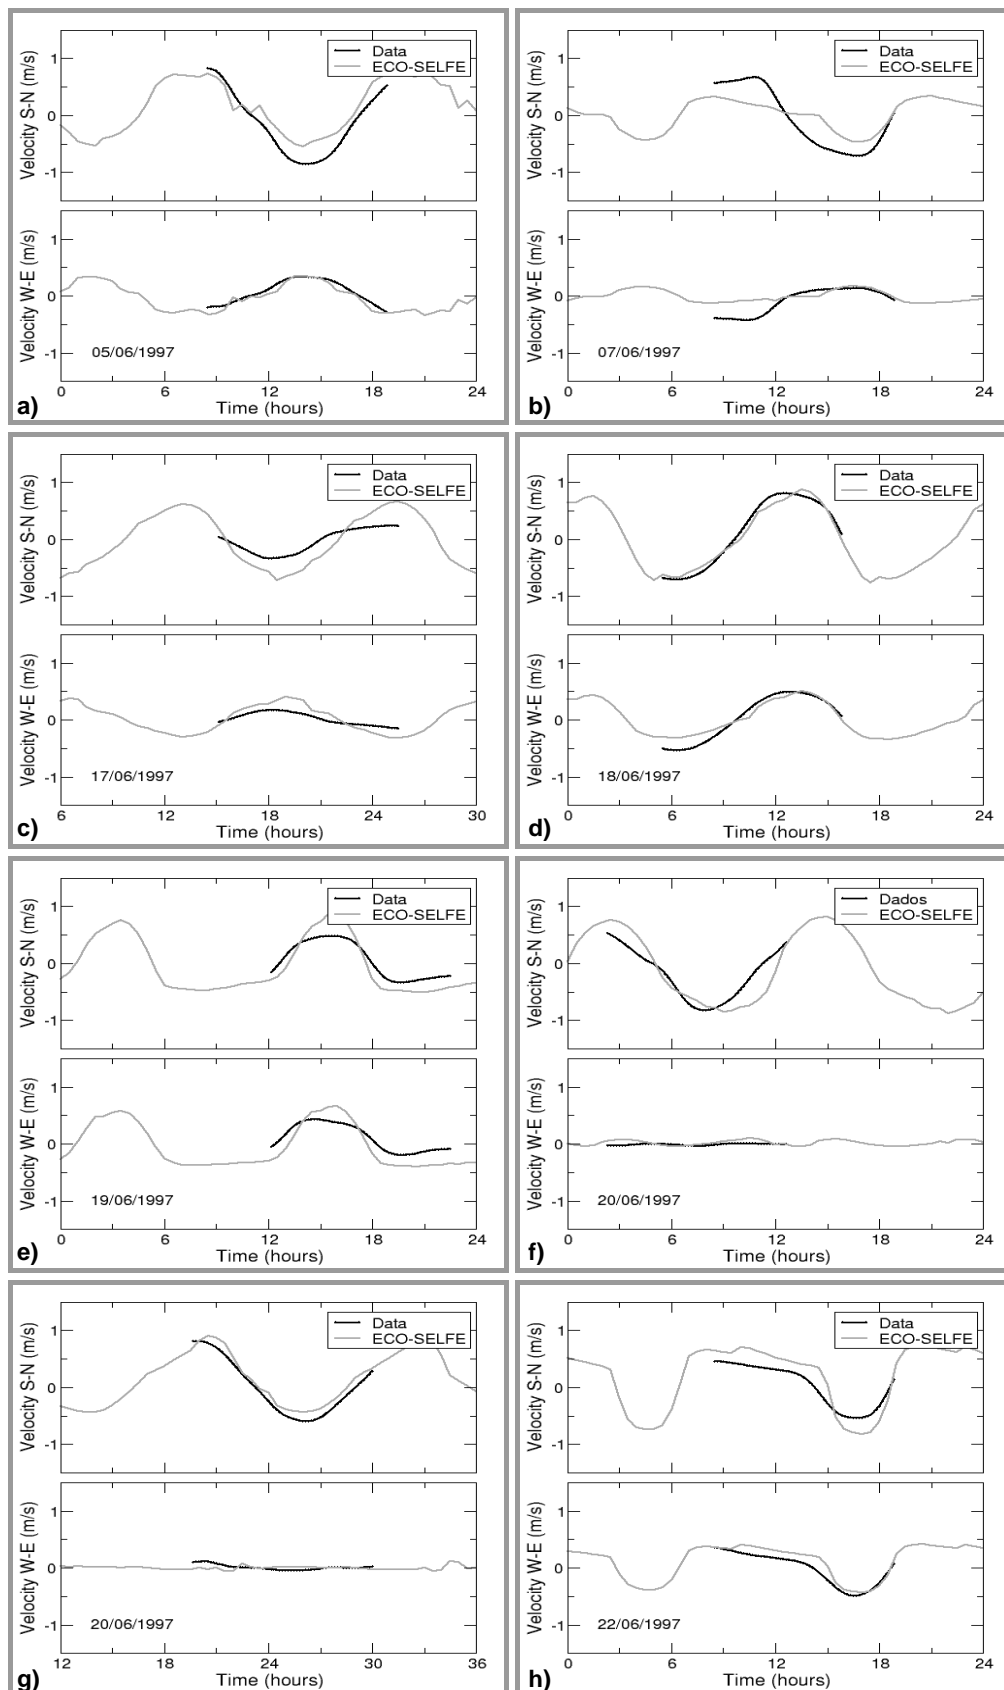 Velocity S-N (m/s)
1
0
-1
Data
ECO-SELFE
Velocity W-E (m/s)
1
0
-1
05/06/1997
0 6 12 18 24
a) Time (hours)
Velocity S-N (m/s)
1
0
-1
Data
ECO-SELFE
Velocity W-E (m/s)
1
0
-1
07/06/1997
0 6 12 18 24
b) Time (hours)
Velocity S-N (m/s)
1
0
-1
Data
ECO-SELFE
Velocity W-E (m/s)
1
0
-1
17/06/1997
6 12 18 24 30
c) Time (hours)
Velocity S-N (m/s)
1
0
-1
Data
ECO-SELFE
Velocity W-E (m/s)
1
0
-1
18/06/1997
0 6 12 18 24
d) Time (hours)
Velocity S-N (m/s)
1
0
-1
Data
ECO-SELFE
Velocity W-E (m/s)
1
0
-1
19/06/1997
0 6 12 18 24
e) Time (hours)
Velocity S-N (m/s)
1
0
-1
Dados
ECO-SELFE
Velocity W-E (m/s)
1
0
-1
20/06/1997
0 6 12 18 24
f) Time (hours)
Velocity S-N (m/s)
1
0
-1
Data
ECO-SELFE
Velocity W-E (m/s)
1
0
-1
20/06/1997
12 18 24 30 36
g) Time (hours)
Velocity S-N (m/s)
1
0
-1
Data
ECO-SELFE
Velocity W-E (m/s)
1
0
-1
22/06/1997
0 6 12 18 24
h) Time (hours)